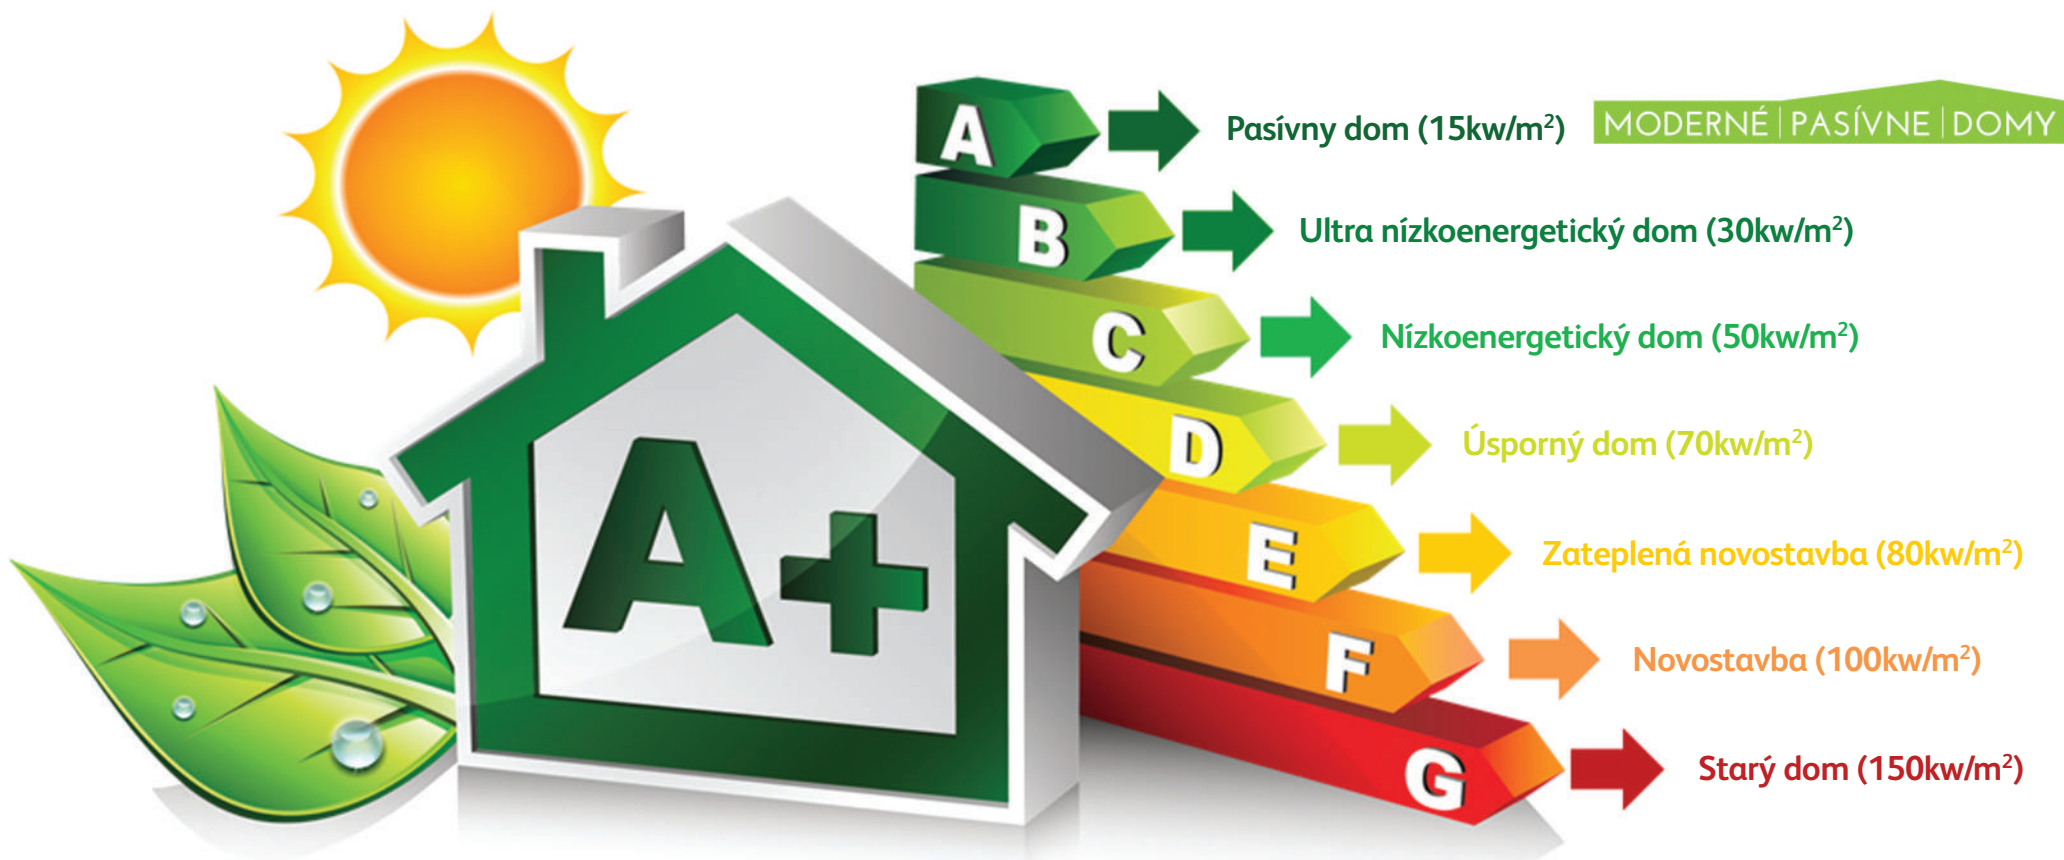 A
Pasívny dom (15kw/m²)
MODERNÉ | PASÍVNE | DOMY
B
Ultra nízkoenergetický dom (30kw/m²)
C
Nízkoenergetický dom (50kw/m²)
D
Úsporný dom (70kw/m²)
E
Zateplená novostavba (80kw/m²)
F
Novostavba (100kw/m²)
G
Starý dom (150kw/m²)
A+